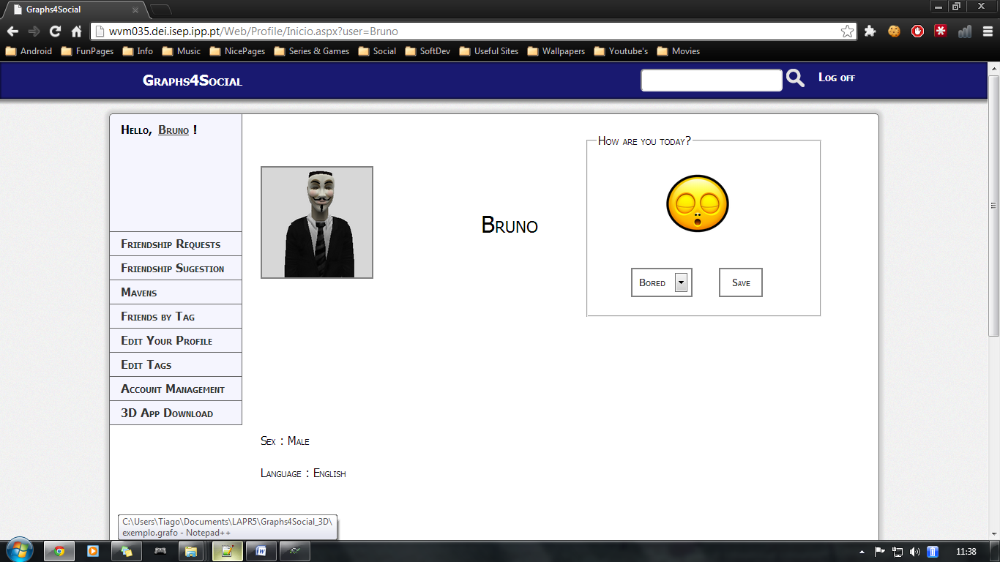 Graphs4Social
wvm035.dei.isep.ipp.pt/Web/Profile/Inicio.aspx?user=Bruno
Android FunPages Info Music NicePages Series & Games Social SoftDev Useful Sites Wallpapers Youtube's Movies
Graphs4Social Log off
Hello, Bruno !
How are you today?
Bruno
Bored Save
Friendship Requests
Friendship Sugestion
Mavens
Friends by Tag
Edit Your Profile
Edit Tags
Account Management
3D App Download
Sex : Male
Language : English
C:\Users\Tiago\Documents\LAPR5\Graphs4Social_3D\
exemplo.grafo - Notepad++
11:38